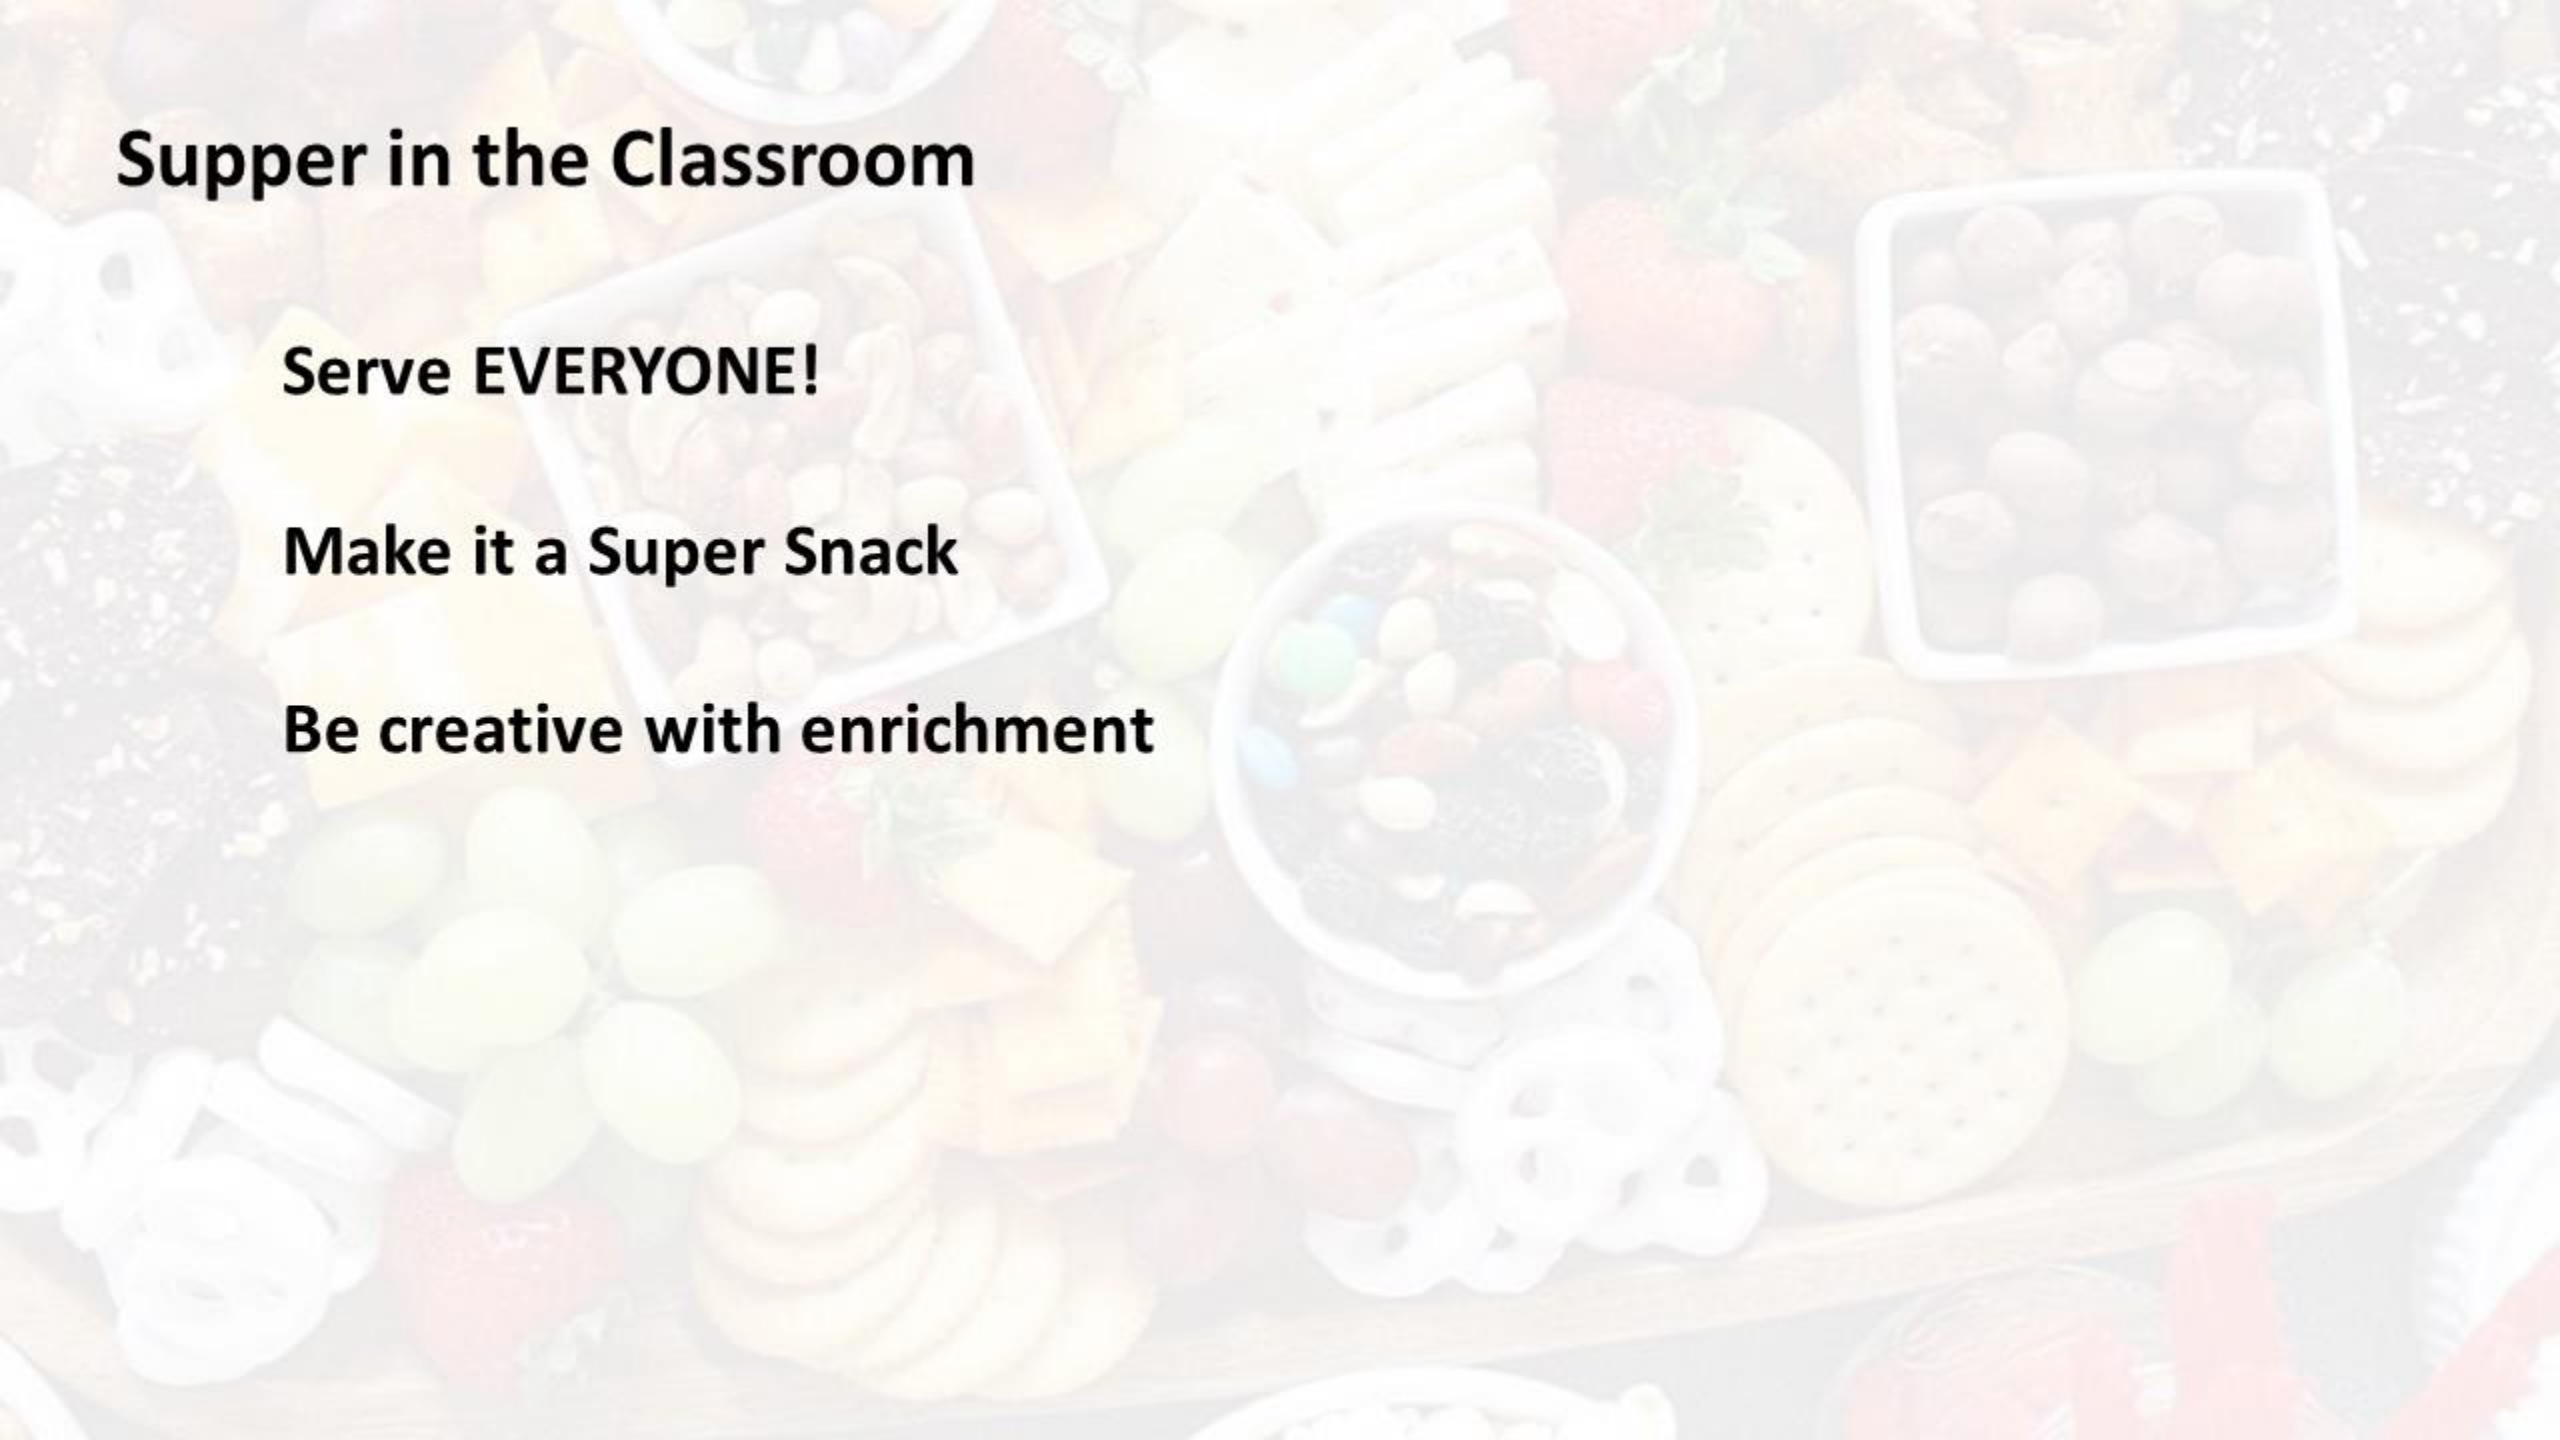 Supper in the Classroom
Serve EVERYONE!
Make it a Super Snack
Be creative with enrichment